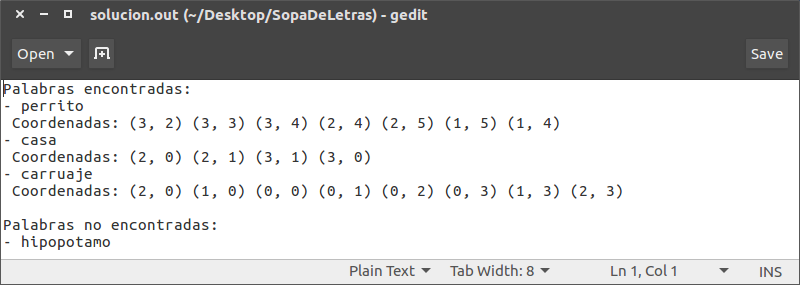 solucion.out (~/Desktop/SopaDeLetras) - gedit
Open
Save
Palabras encontradas:
- perrito
Coordenadas: (3, 2) (3, 3) (3, 4) (2, 4) (2, 5) (1, 5) (1, 4)
- casa
Coordenadas: (2, 0) (2, 1) (3, 1) (3, 0)
- carruaje
Coordenadas: (2, 0) (1, 0) (0, 0) (0, 1) (0, 2) (0, 3) (1, 3) (2, 3)
Palabras no encontradas:
- hipopotamo
Plain Text Tab Width: 8 Ln 1, Col 1 INS